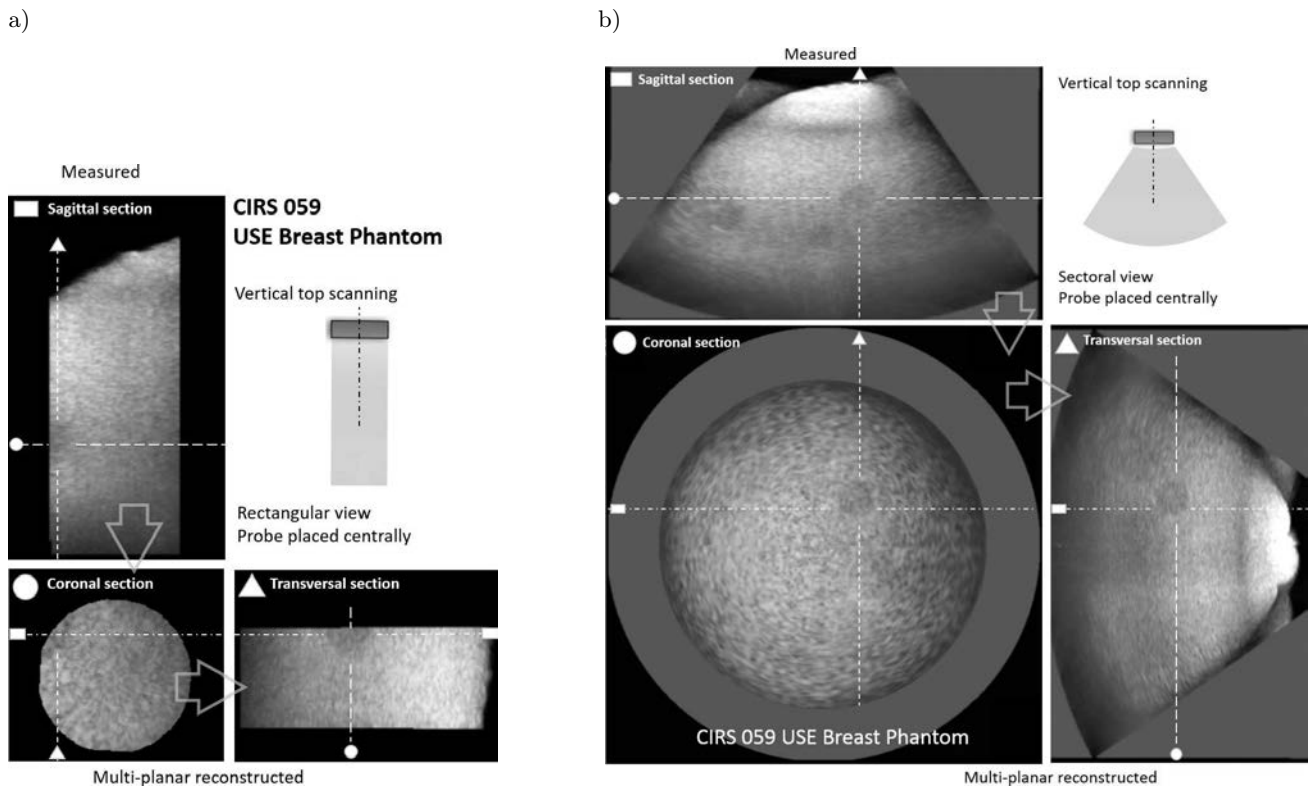 a)
Measured
Sagittal section
CIRS 059
USE Breast Phantom
Vertical top scanning
Rectangular view
Probe placed centrally
Coronal section
Transversal section
Multi-planar reconstructed
b)
Measured
Sagittal section
Vertical top scanning
Sectoral view
Probe placed centrally
Coronal section
Transversal section
CIRS 059 USE Breast Phantom
Multi-planar reconstructed